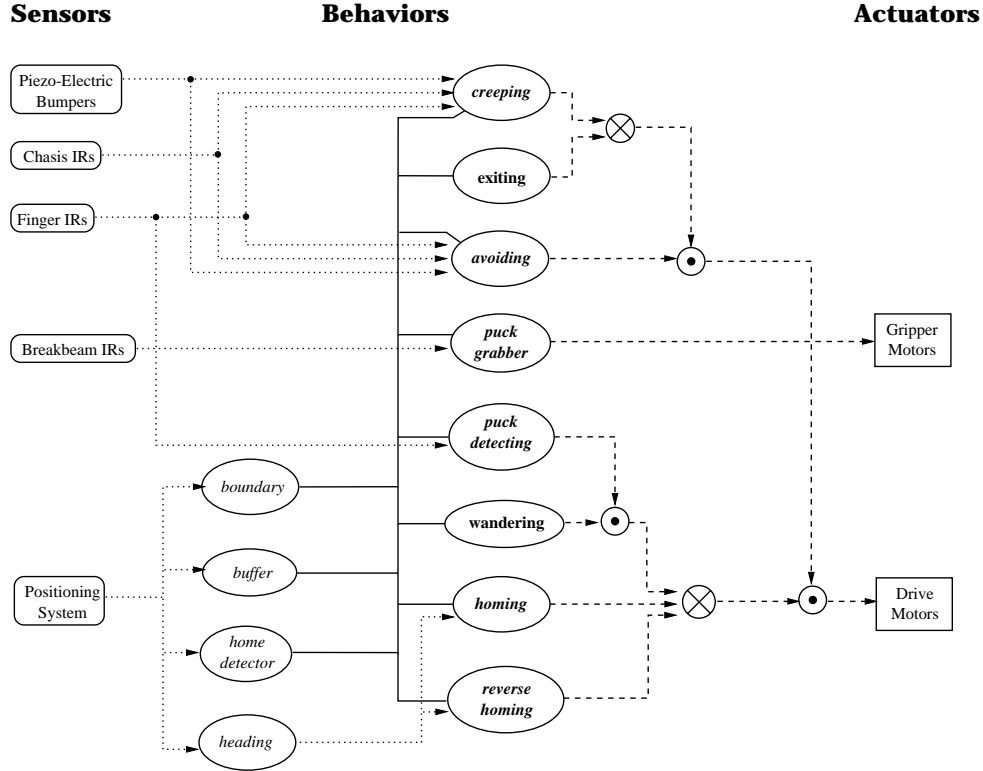 Sensors
Behaviors
Actuators
Piezo-Electric
Bumpers
Chasis IRs
Finger IRs
Breakbeam IRs
Positioning
System
boundary
buffer
home
detector
heading
creeping
exiting
avoiding
puck
grabber
puck
detecting
wandering
homing
reverse
homing
Gripper
Motors
Drive
Motors